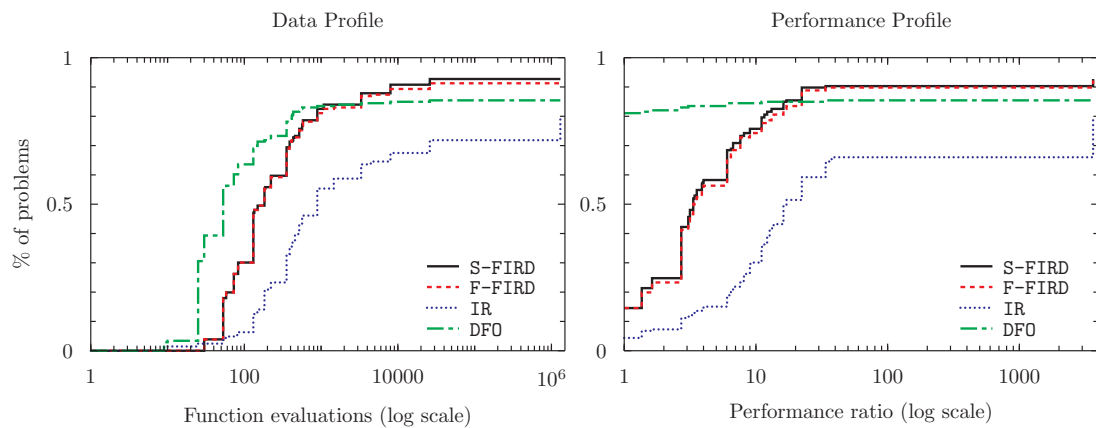 Data Profile
1
0.5
0
% of problems
S-FIRD
F-FIRD
IR
DFO
1
100
10000
10^6
Function evaluations (log scale)
Performance Profile
1
0.5
0
S-FIRD
F-FIRD
IR
DFO
1
10
100
1000
Performance ratio (log scale)